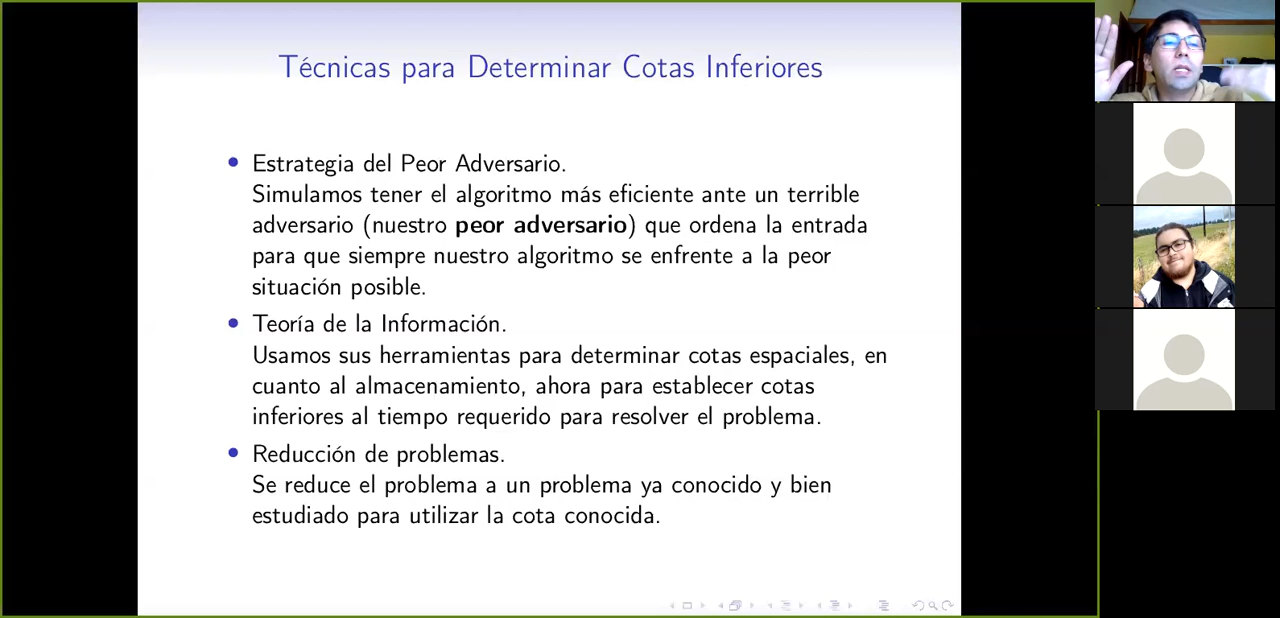 Técnicas para Determinar Cotas Inferiores
Estrategia del Peor Adversario.
Simulamos tener el algoritmo más eficiente ante un terrible
adversario (nuestro peor adversario) que ordena la entrada
para que siempre nuestro algoritmo se enfrente a la peor
situación posible.
Teoría de la Información.
Usamos sus herramientas para determinar cotas espaciales, en
cuanto al almacenamiento, ahora para establecer cotas
inferiores al tiempo requerido para resolver el problema.
Reducción de problemas.
Se reduce el problema a un problema ya conocido y bien
estudiado para utilizar la cota conocida.